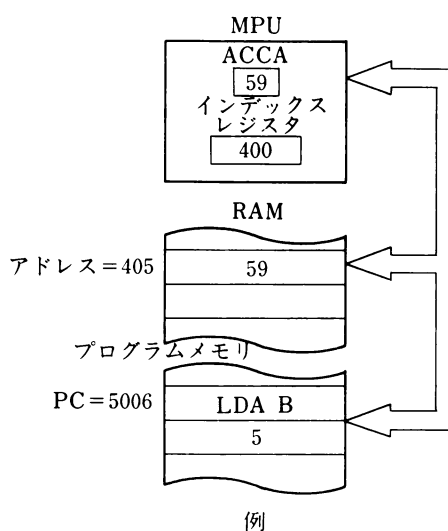 MPU
ACCA
59
インデックス
レジスタ
400
RAM
アドレス=405
59
プログラムメモリ
PC=5006
LDA B
5
例